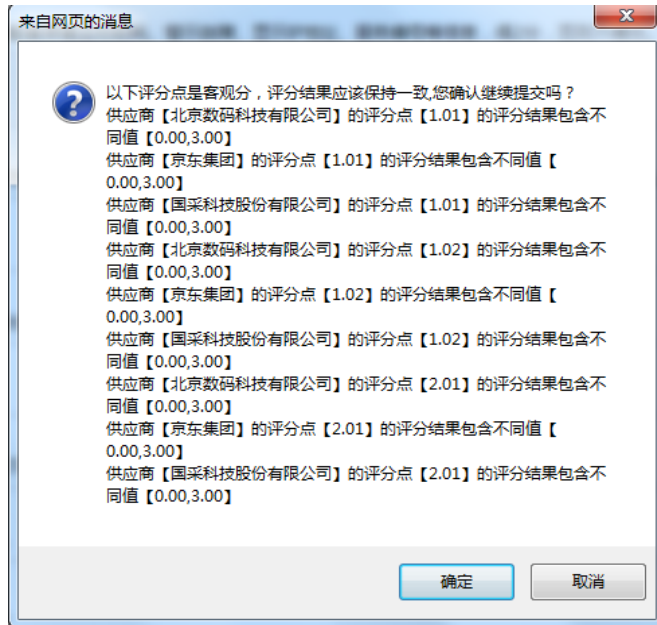 来自网页的消息
以下评分点是客观分，评分结果应该保持一致,您确认继续提交吗？
供应商【北京数码科技有限公司】的评分点【1.01】的评分结果包含不
同值【0.00,3.00】
供应商【京东集团】的评分点【1.01】的评分结果包含不同值【
0.00,3.00】
供应商【国采科技股份有限公司】的评分点【1.01】的评分结果包含不
同值【0.00,3.00】
供应商【北京数码科技有限公司】的评分点【1.02】的评分结果包含不
同值【0.00,3.00】
供应商【京东集团】的评分点【1.02】的评分结果包含不同值【
0.00,3.00】
供应商【国采科技股份有限公司】的评分点【1.02】的评分结果包含不
同值【0.00,3.00】
供应商【北京数码科技有限公司】的评分点【2.01】的评分结果包含不
同值【0.00,3.00】
供应商【京东集团】的评分点【2.01】的评分结果包含不同值【
0.00,3.00】
供应商【国采科技股份有限公司】的评分点【2.01】的评分结果包含不
同值【0.00,3.00】
确定
取消